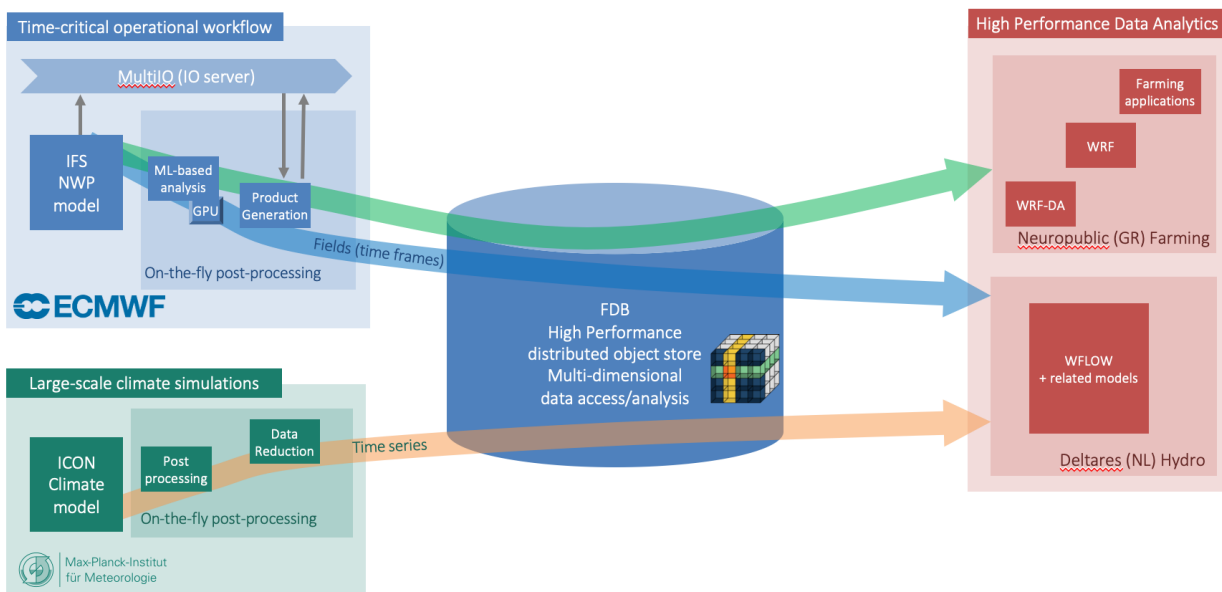 Time-critical operational workflow
MultiIO (IO server)
IFS
NWP
model
ML-based
analysis
GPU
Product
Generation
Fields (time frames)
On-the-fly post-processing
ECMWF
Large-scale climate simulations
ICON
Climate
model
Post
processing
Data
Reduction
Time series
On-the-fly post-processing
Max-Planck-Institut
für Meteorologie
FDB
High Performance
distributed object store
Multi-dimensional
data access/analysis
High Performance Data Analytics
Farming
applications
WRF
WRF-DA
Neuropublic (GR) Farming
WFLOW
+ related models
Deltares (NL) Hydro